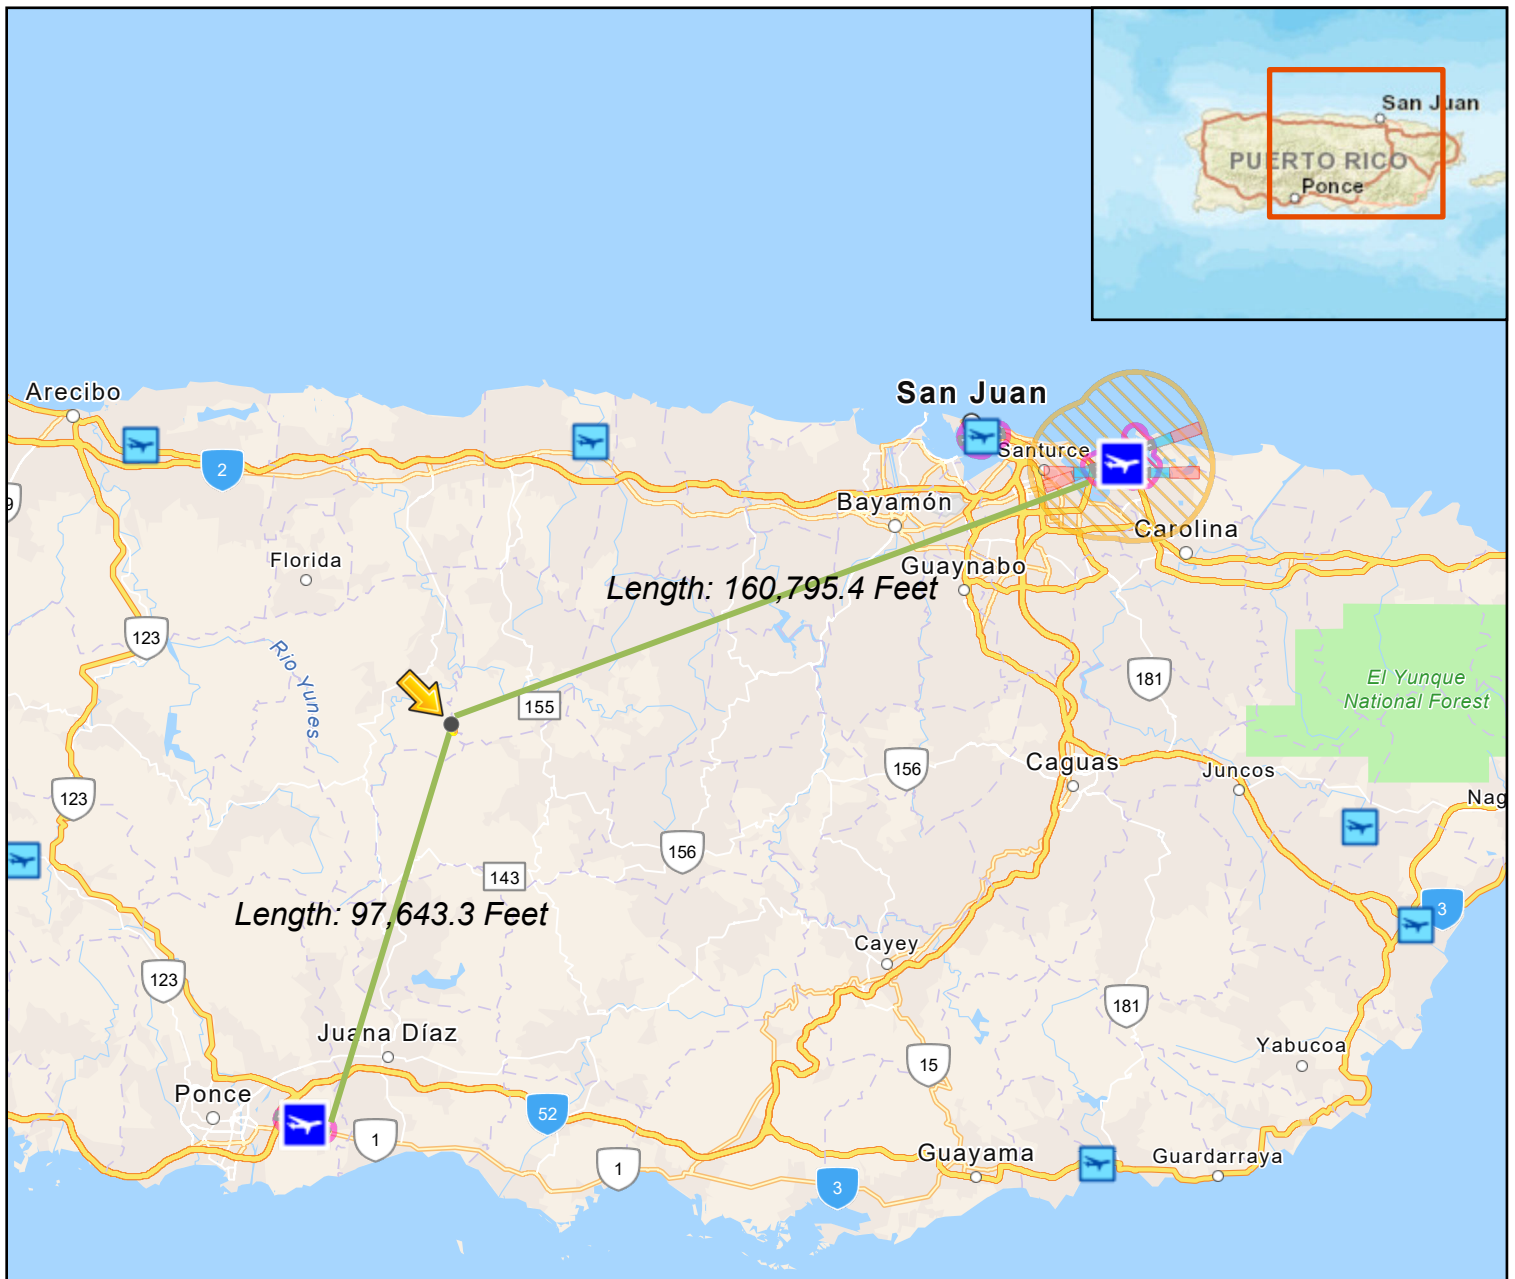 San Juan
PUERTO RICO
Ponce
Arecibo
San Juan
Santurce
2
9
Bayamón
Carolina
Florida
Guaynabo
Length: 160,795.4 Feet
123
Rio Yunes
181
El Yunque
National Forest
155
156
Caguas
Juncos
123
Nag
156
143
Length: 97,643.3 Feet
3
Cayey
123
181
Juana Díaz
Yabucoa
15
Ponce
52
1
Guayama
Guardarraya
1
3